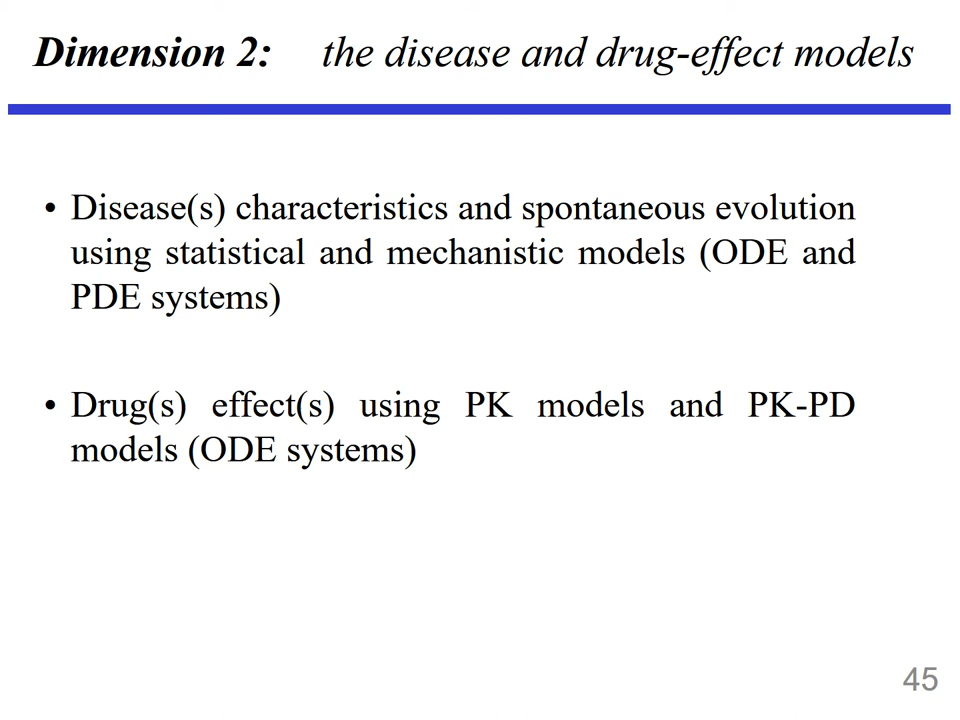 Dimension 2: the disease and drug-effect models
• Disease(s) characteristics and spontaneous evolution
using statistical and mechanistic models (ODE and
PDE systems)
• Drug(s) effect(s) using PK models and PK-PD
models (ODE systems)
45